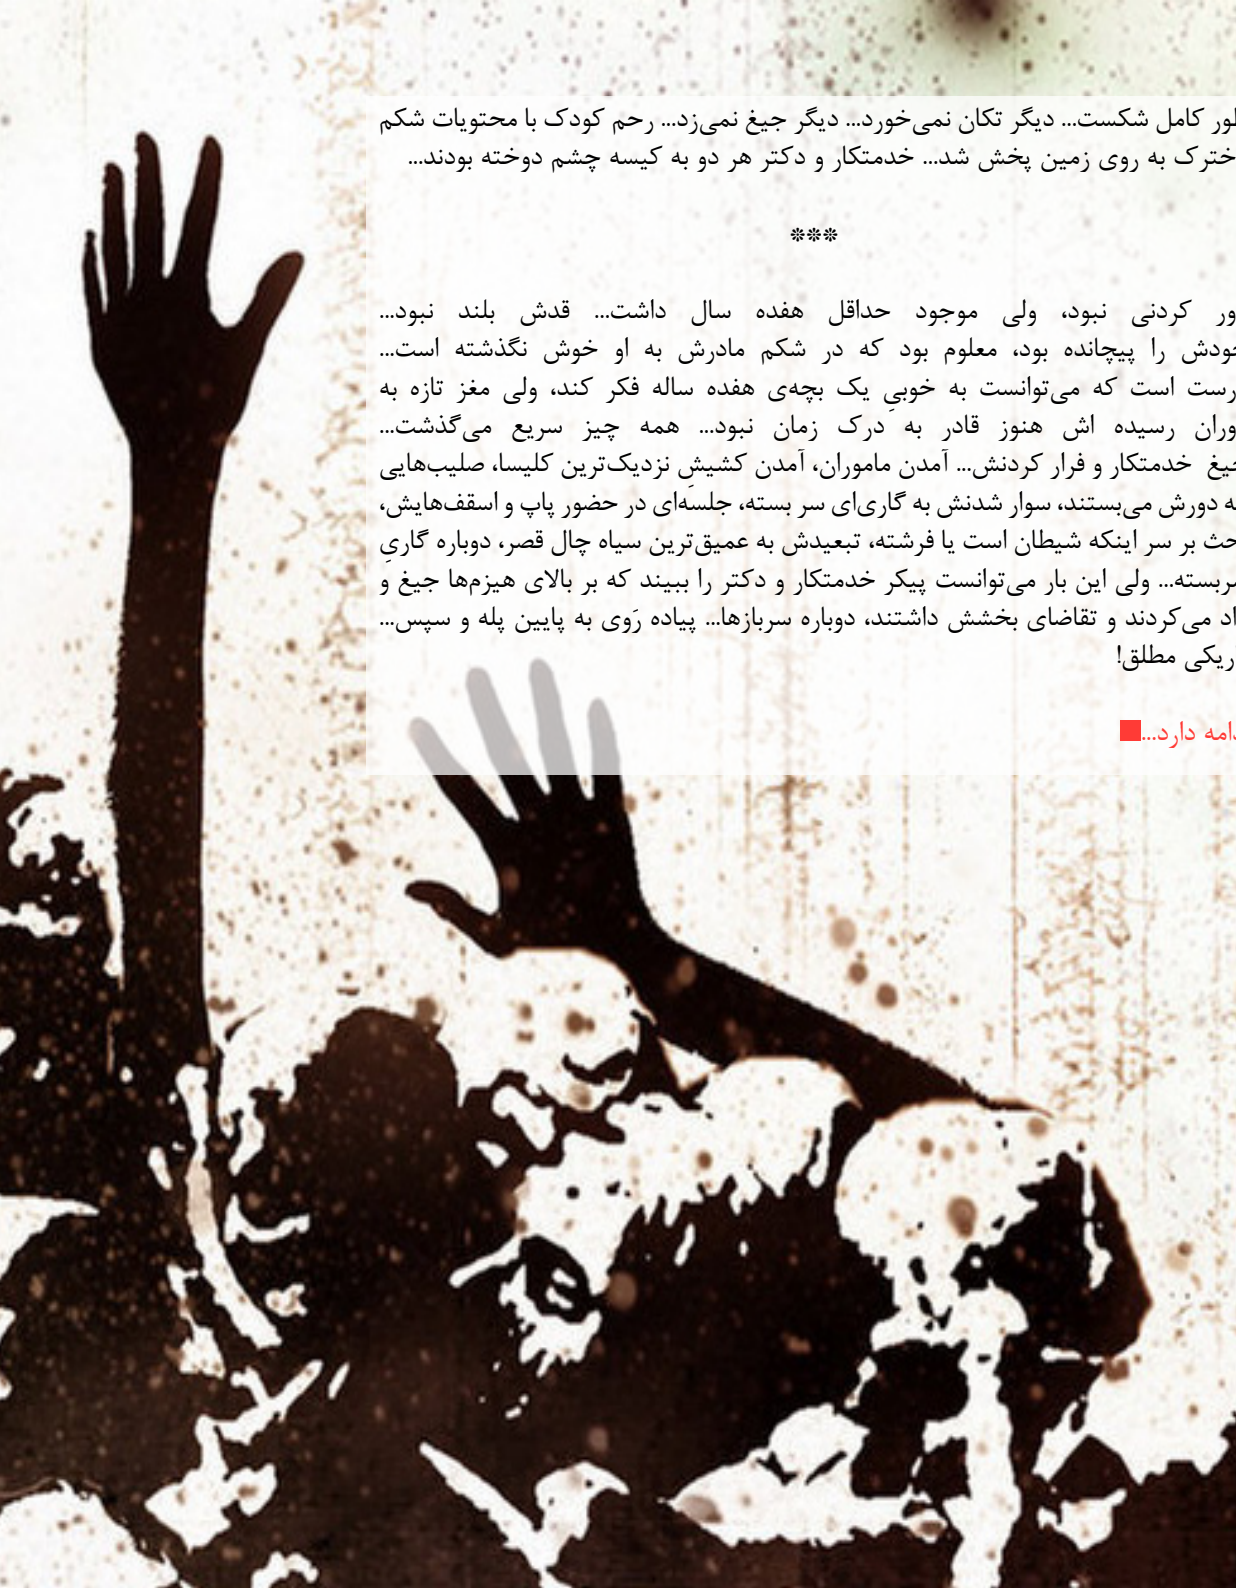 طور کامل شکست... دیگر تکان نمی‌خورد... دیگر جیغ نمی‌زد... رحم کودک با محتویات شکم
خترک به روی زمین پخش شد... خدمتکار و دکتر هر دو به کیسه چشم دوخته بودند...
***
ور کردنی نبود، ولی موجود حداقل هفده سال داشت... قدش بلند نبود...
خودش را پیچانده بود، معلوم بود که در شکم مادرش به او خوش نگذشته است...
رست است که می‌توانست به خوبیِ یک بچه‌ی هفده ساله فکر کند، ولی مغز تازه به
وران رسیده اش هنوز قادر به درک زمان نبود... همه چیز سریع می‌گذشت...
جیغ خدمتکار و فرار کردنش... آمدن ماموران، آمدن کشیشِ نزدیک‌ترین کلیسا، صلیب‌هایی
ه دورش می‌بستند، سوار شدنش به گاری‌ای سر بسته، جلسه‌ای در حضور پاپ و اسقف‌هایش،
حث بر سر اینکه شیطان است یا فرشته، تبعیدش به عمیق‌ترین سیاه چال قصر، دوباره گاریِ
سربسته... ولی این بار می‌توانست پیکر خدمتکار و دکتر را ببیند که بر بالای هیزم‌ها جیغ و
اد می‌کردند و تقاضای بخشش داشتند، دوباره سربازها... پیاده رَوی به پایین پله و سپس...
ریکی مطلق!
دامه دارد...